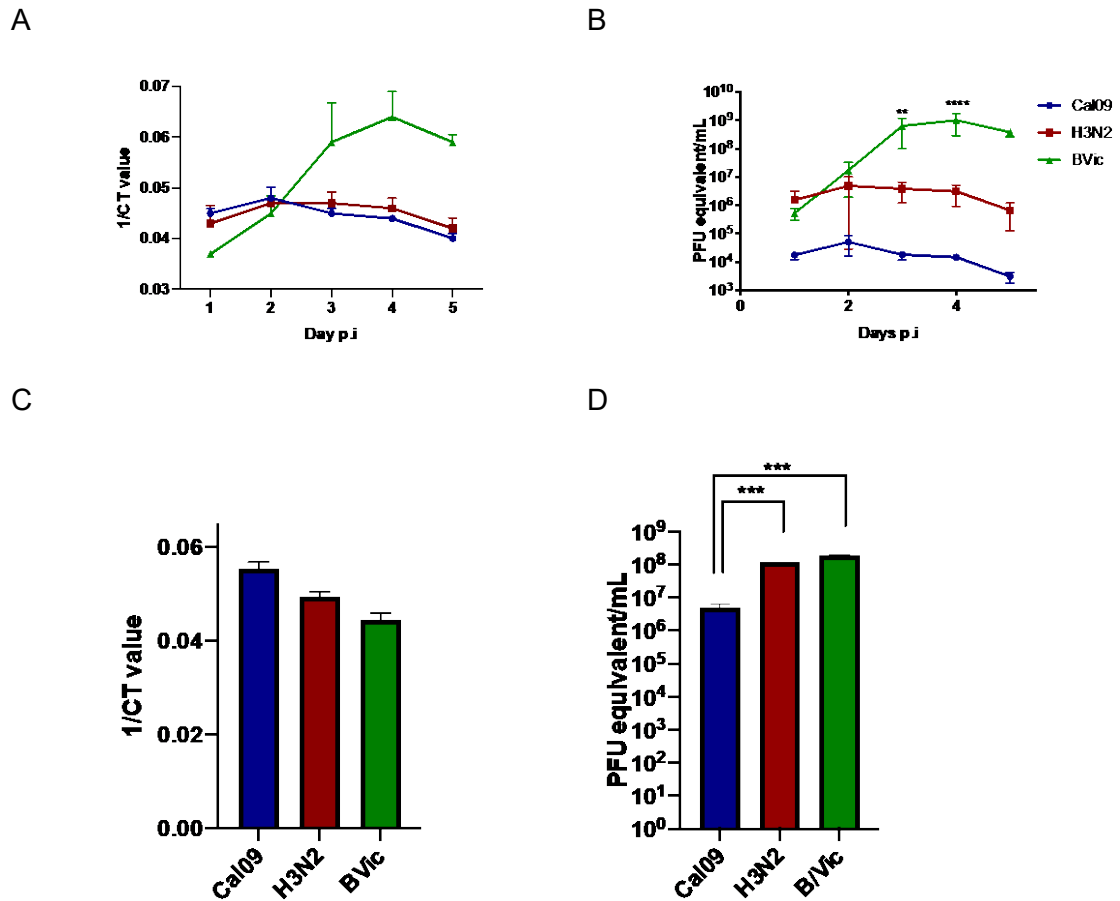 A
0.07
0.06
0.05
0.04
0.03
1/CT value
1 2 3 4 5
Day p.i
B
10¹⁰
10⁹
10⁸
10⁷
10⁶
10⁵
10⁴
10³
PFU equivalent/mL
** ****
0 2 4
Days p.i
Cal09
H3N2
BVic
C
0.06
0.04
0.02
0.00
1/CT value
Cal09 H3N2 BVic
D
***
***
10⁹
10⁸
10⁷
10⁶
10⁵
10⁴
10³
10²
10¹
10⁰
PFU equivalent/mL
Cal09 H3N2 B/Vic